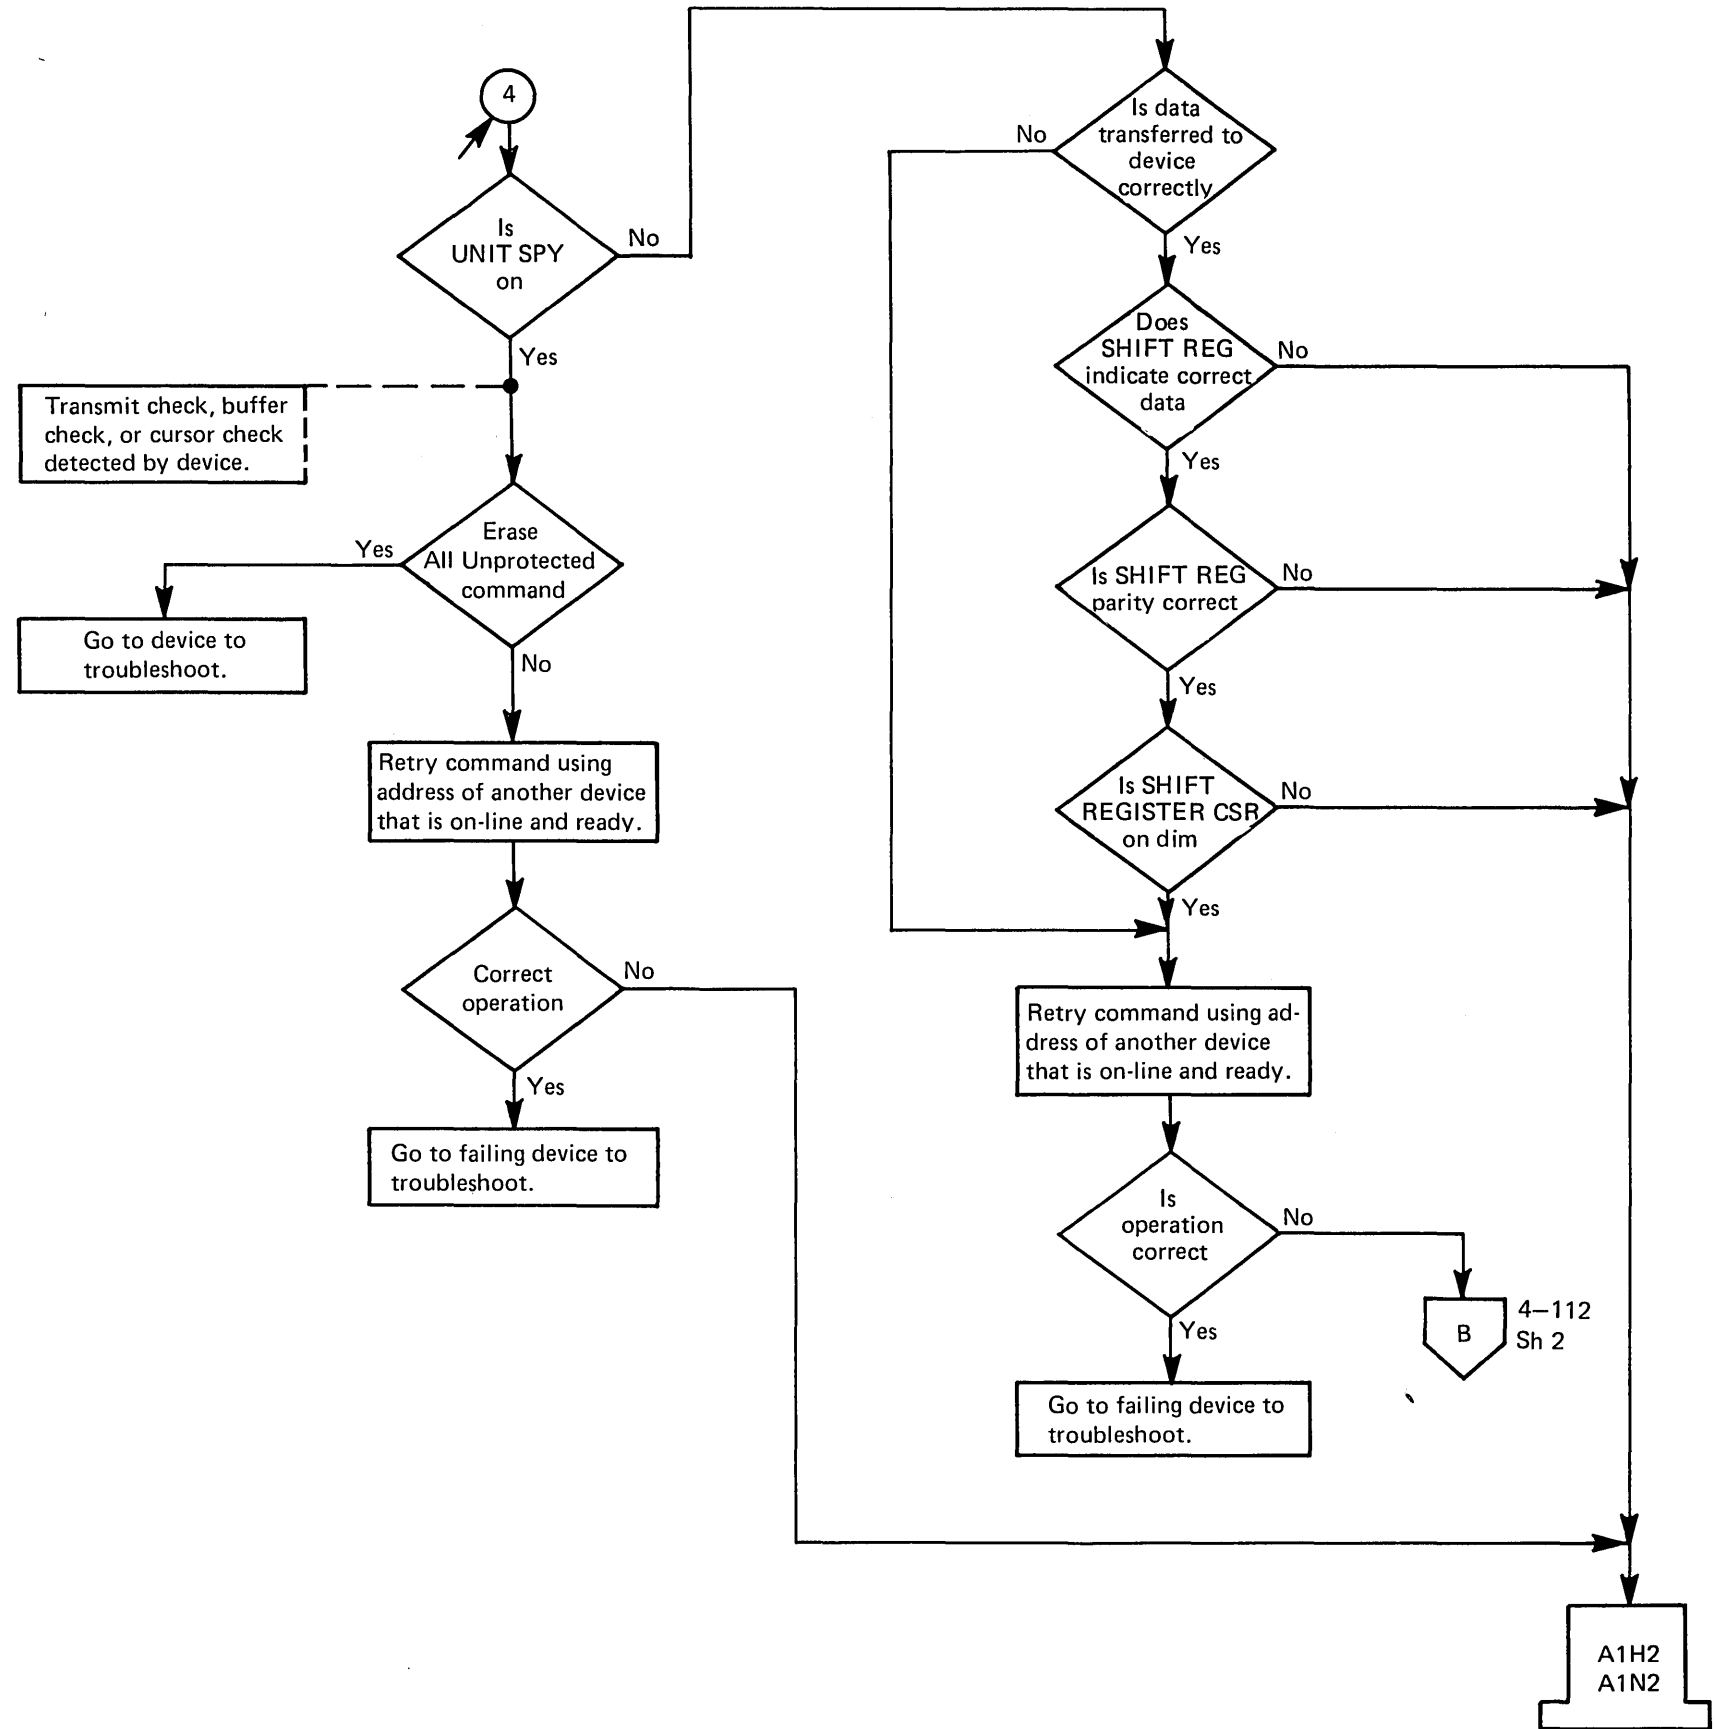 4
Is
UNIT SPY
on
No
Yes
Transmit check, buffer
check, or cursor check
detected by device.
Erase
All Unprotected
command
Yes
Go to device to
troubleshoot.
No
Retry command using
address of another device
that is on-line and ready.
Correct
operation
No
Yes
Go to failing device to
troubleshoot.
Is data
transferred to
device
correctly
No
Yes
Does
SHIFT REG
indicate correct
data
No
Yes
Is SHIFT REG
parity correct
No
Yes
Is SHIFT
REGISTER CSR
on dim
No
Yes
Retry command using ad-
dress of another device
that is on-line and ready.
Is
operation
correct
No
B
4–112
Sh 2
Yes
Go to failing device to
troubleshoot.
A1H2
A1N2